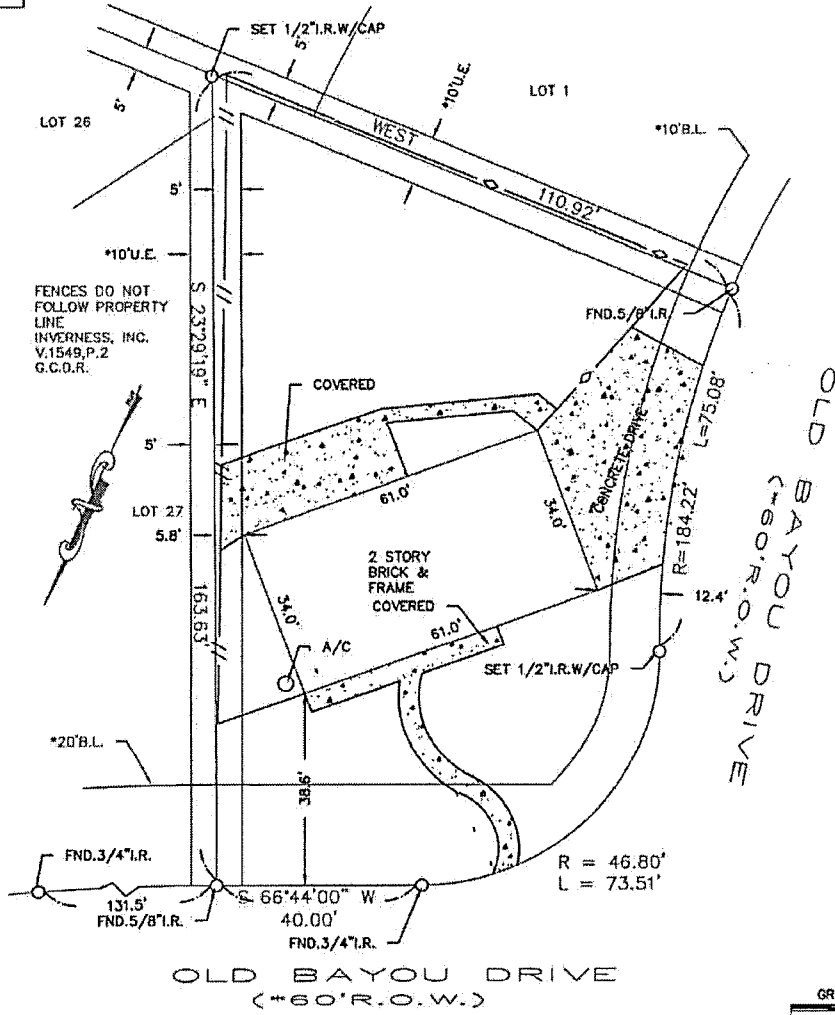 SET 1/2"I.R.W/CAP
5'
LOT 1
*10'U.E.
5'
LOT 26
WEST
*10'B.L.
5'
110.92'
*10'U.E.
FENCES DO NOT
FOLLOW PROPERTY
LINE
INVERNESS, INC.
V.1549,P.2
G.C.O.R.
S 23°29'19" E
FND.5/8"I.R.
COVERED
L=75.08'
5'
CONCRETE DRIVE
OLD BAYOU DRIVE
(*60'R.O.W.)
61.0'
LOT 27
34.0'
R=184.22'
5.8'
2 STORY
BRICK &
FRAME
COVERED
163.63'
34.0'
12.4'
61.0'
A/C
SET 1/2"I.R.W/CAP
*20'B.L.
38.6'
FND.3/4"I.R.
R = 46.80'
L = 73.51'
131.5'
S 66°44'00" W
FND.5/8"I.R.
40.00'
FND.3/4"I.R.
OLD BAYOU DRIVE
(*60'R.O.W.)
GR